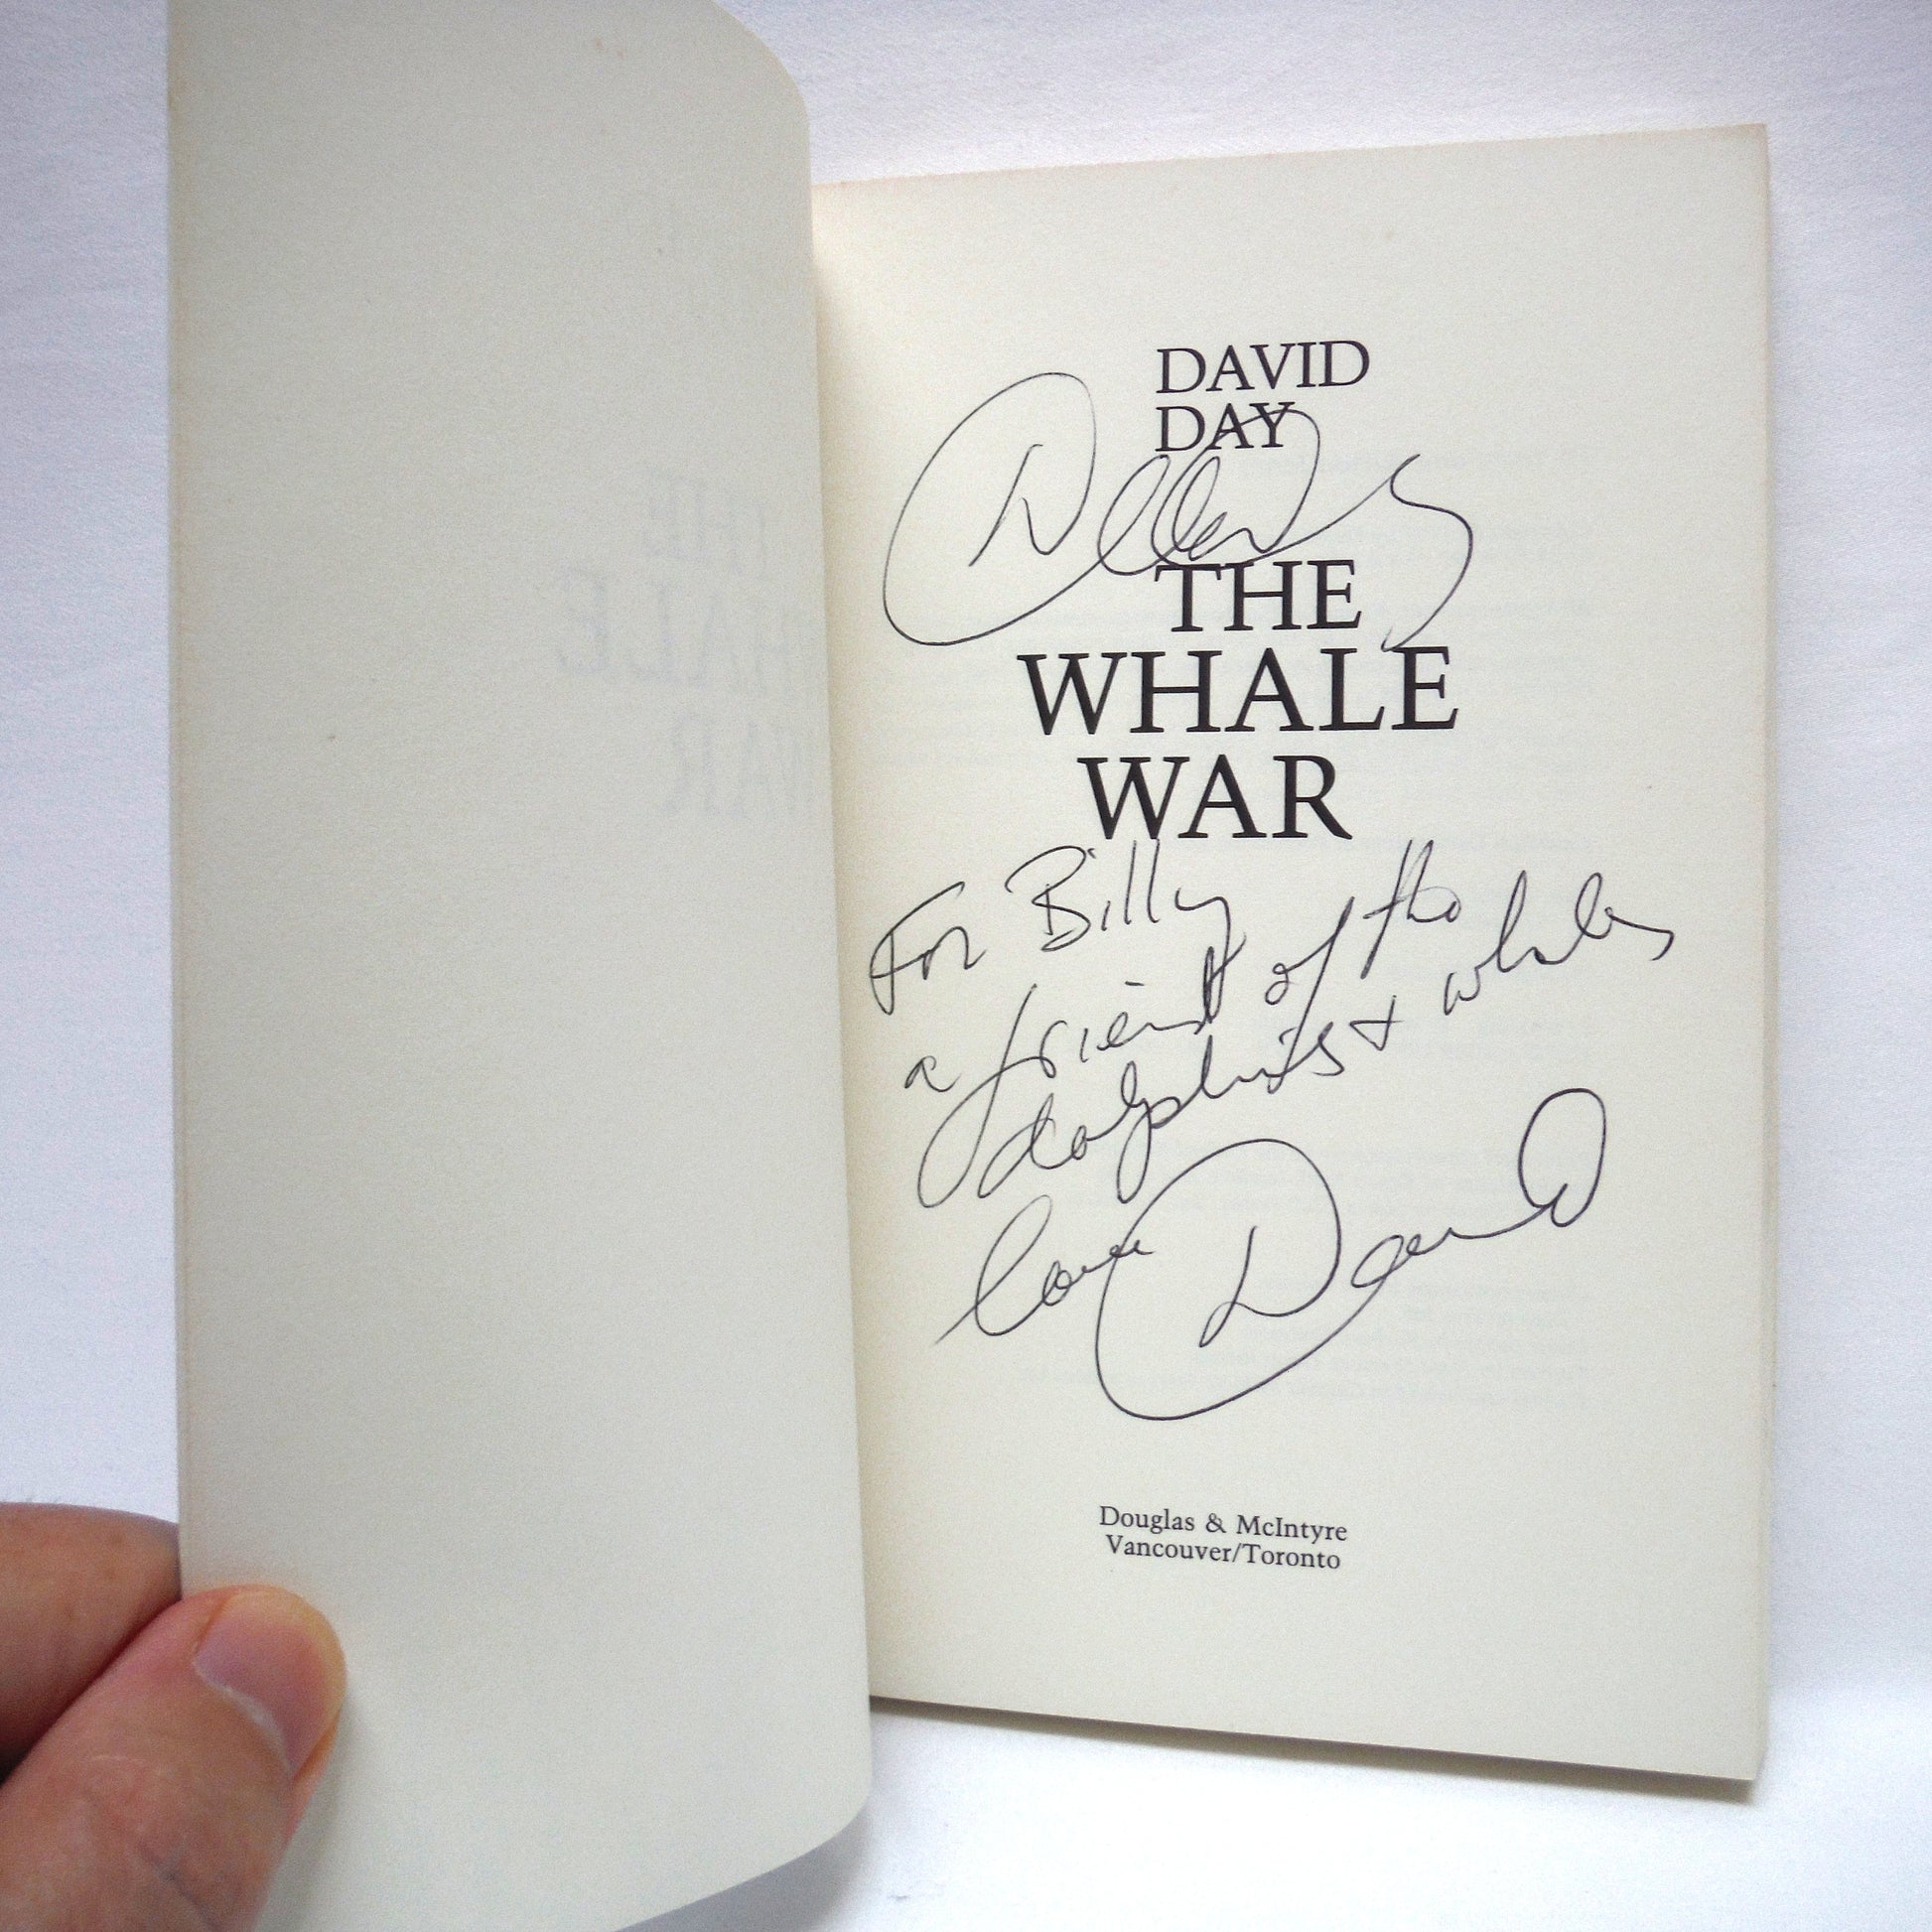 DAVID
DAY
THE
WHALE
WAR
For Billy
a friend of the
dolphins + whales
love David
Douglas & McIntyre
Vancouver/Toronto